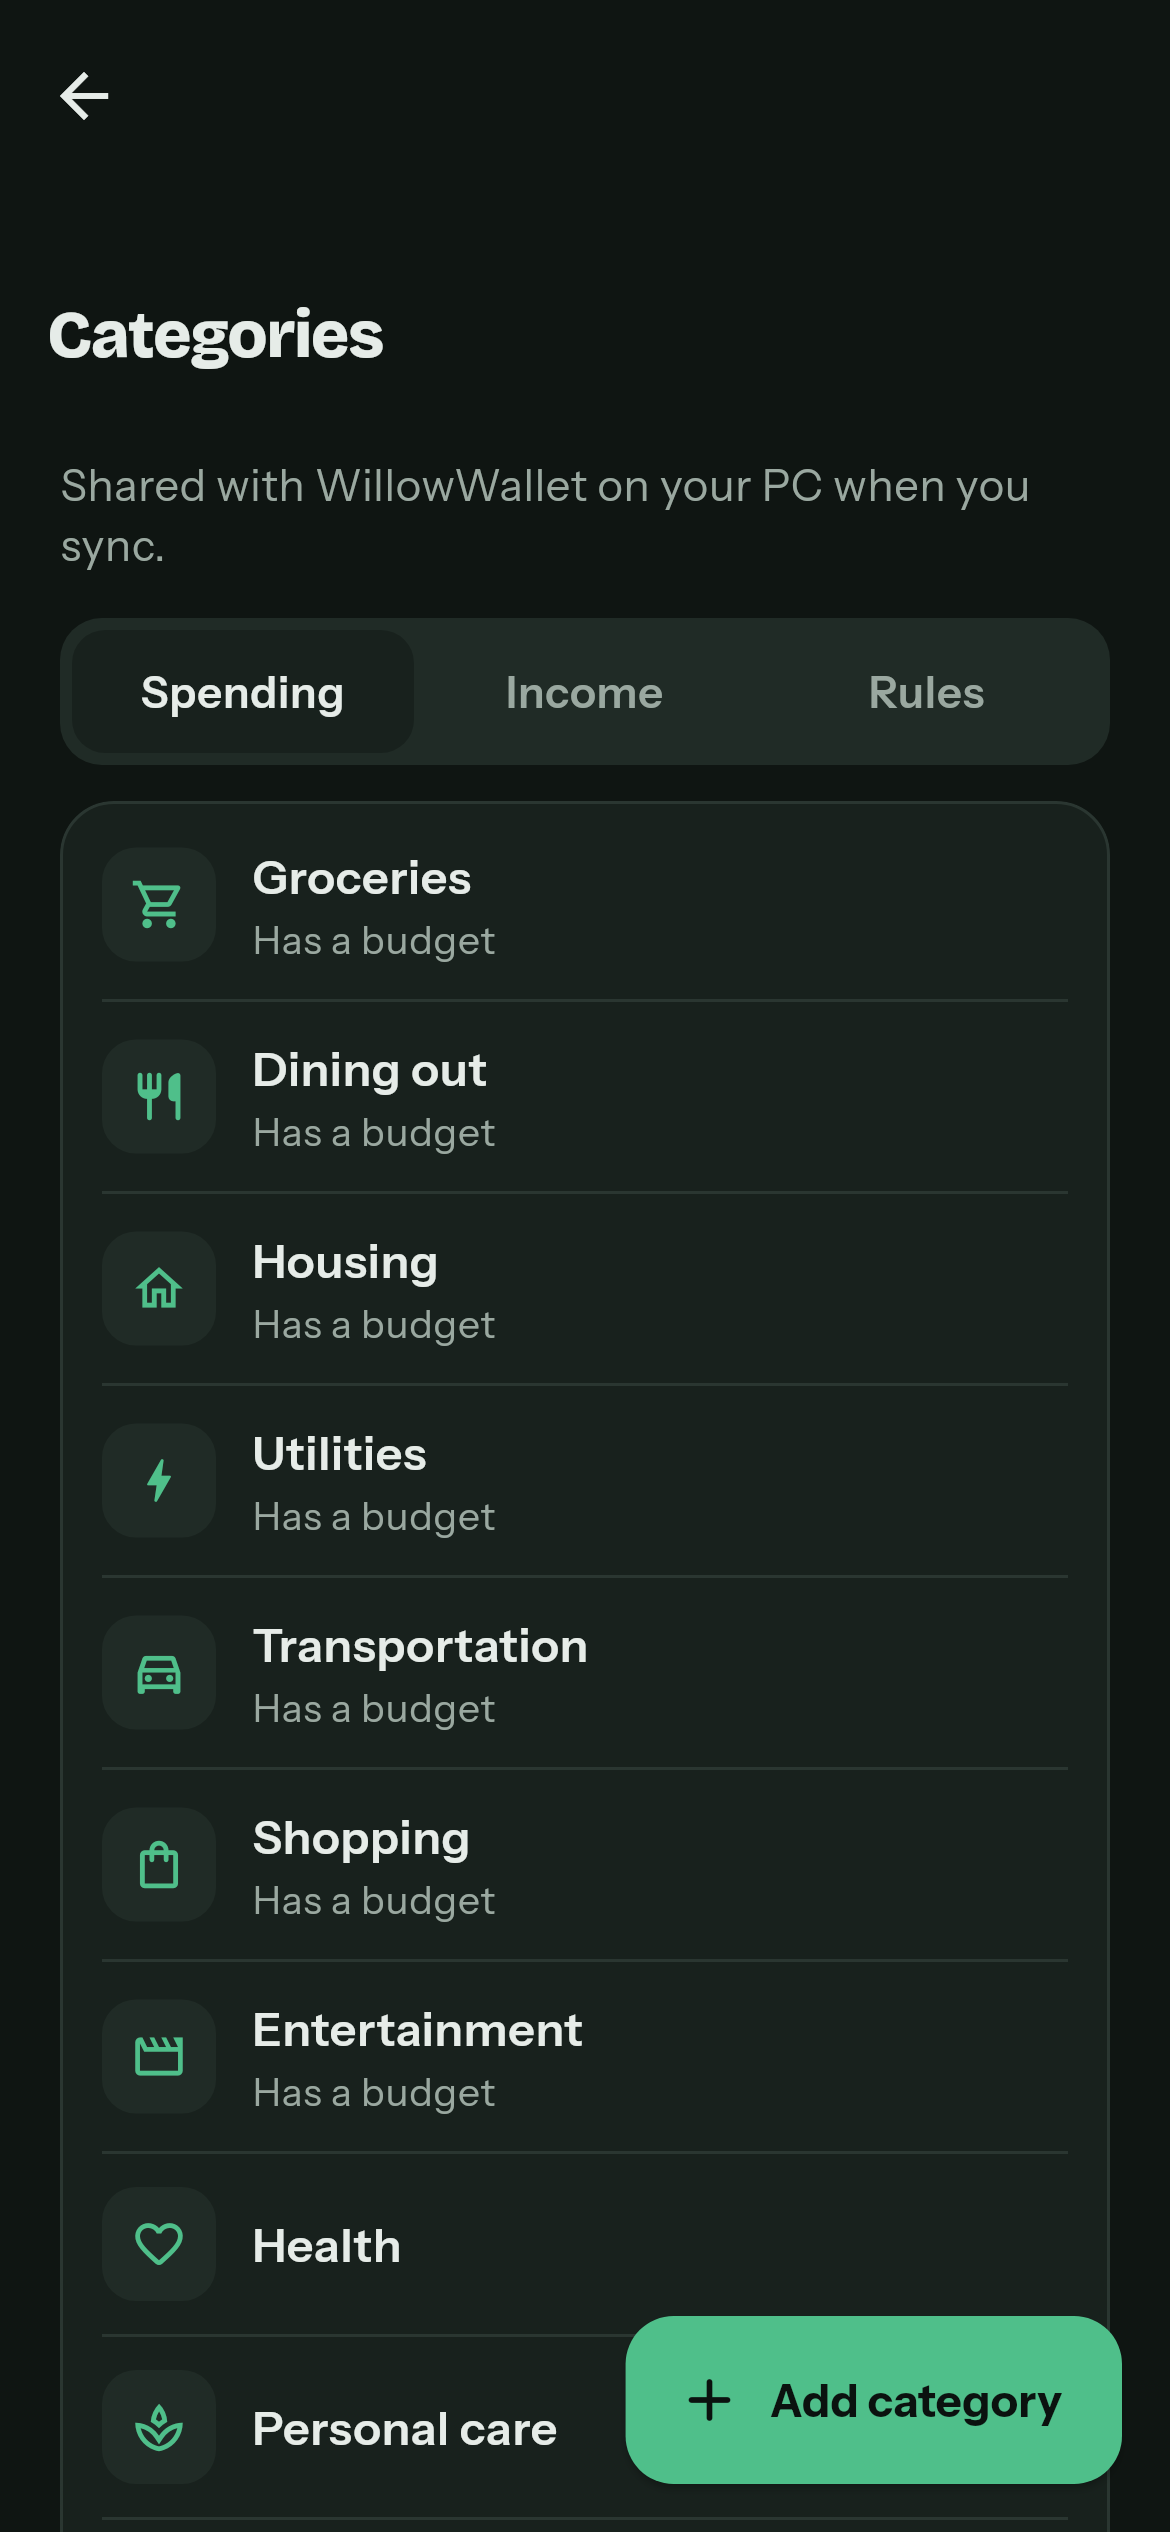 Categories
Shared with WillowWallet on your PC when you
sync.
Spending
Income
Rules
Groceries
Has a budget
Dining out
Has a budget
Housing
Has a budget
Utilities
Has a budget
Transportation
Has a budget
Shopping
Has a budget
Entertainment
Has a budget
Health
Personal care
Add category